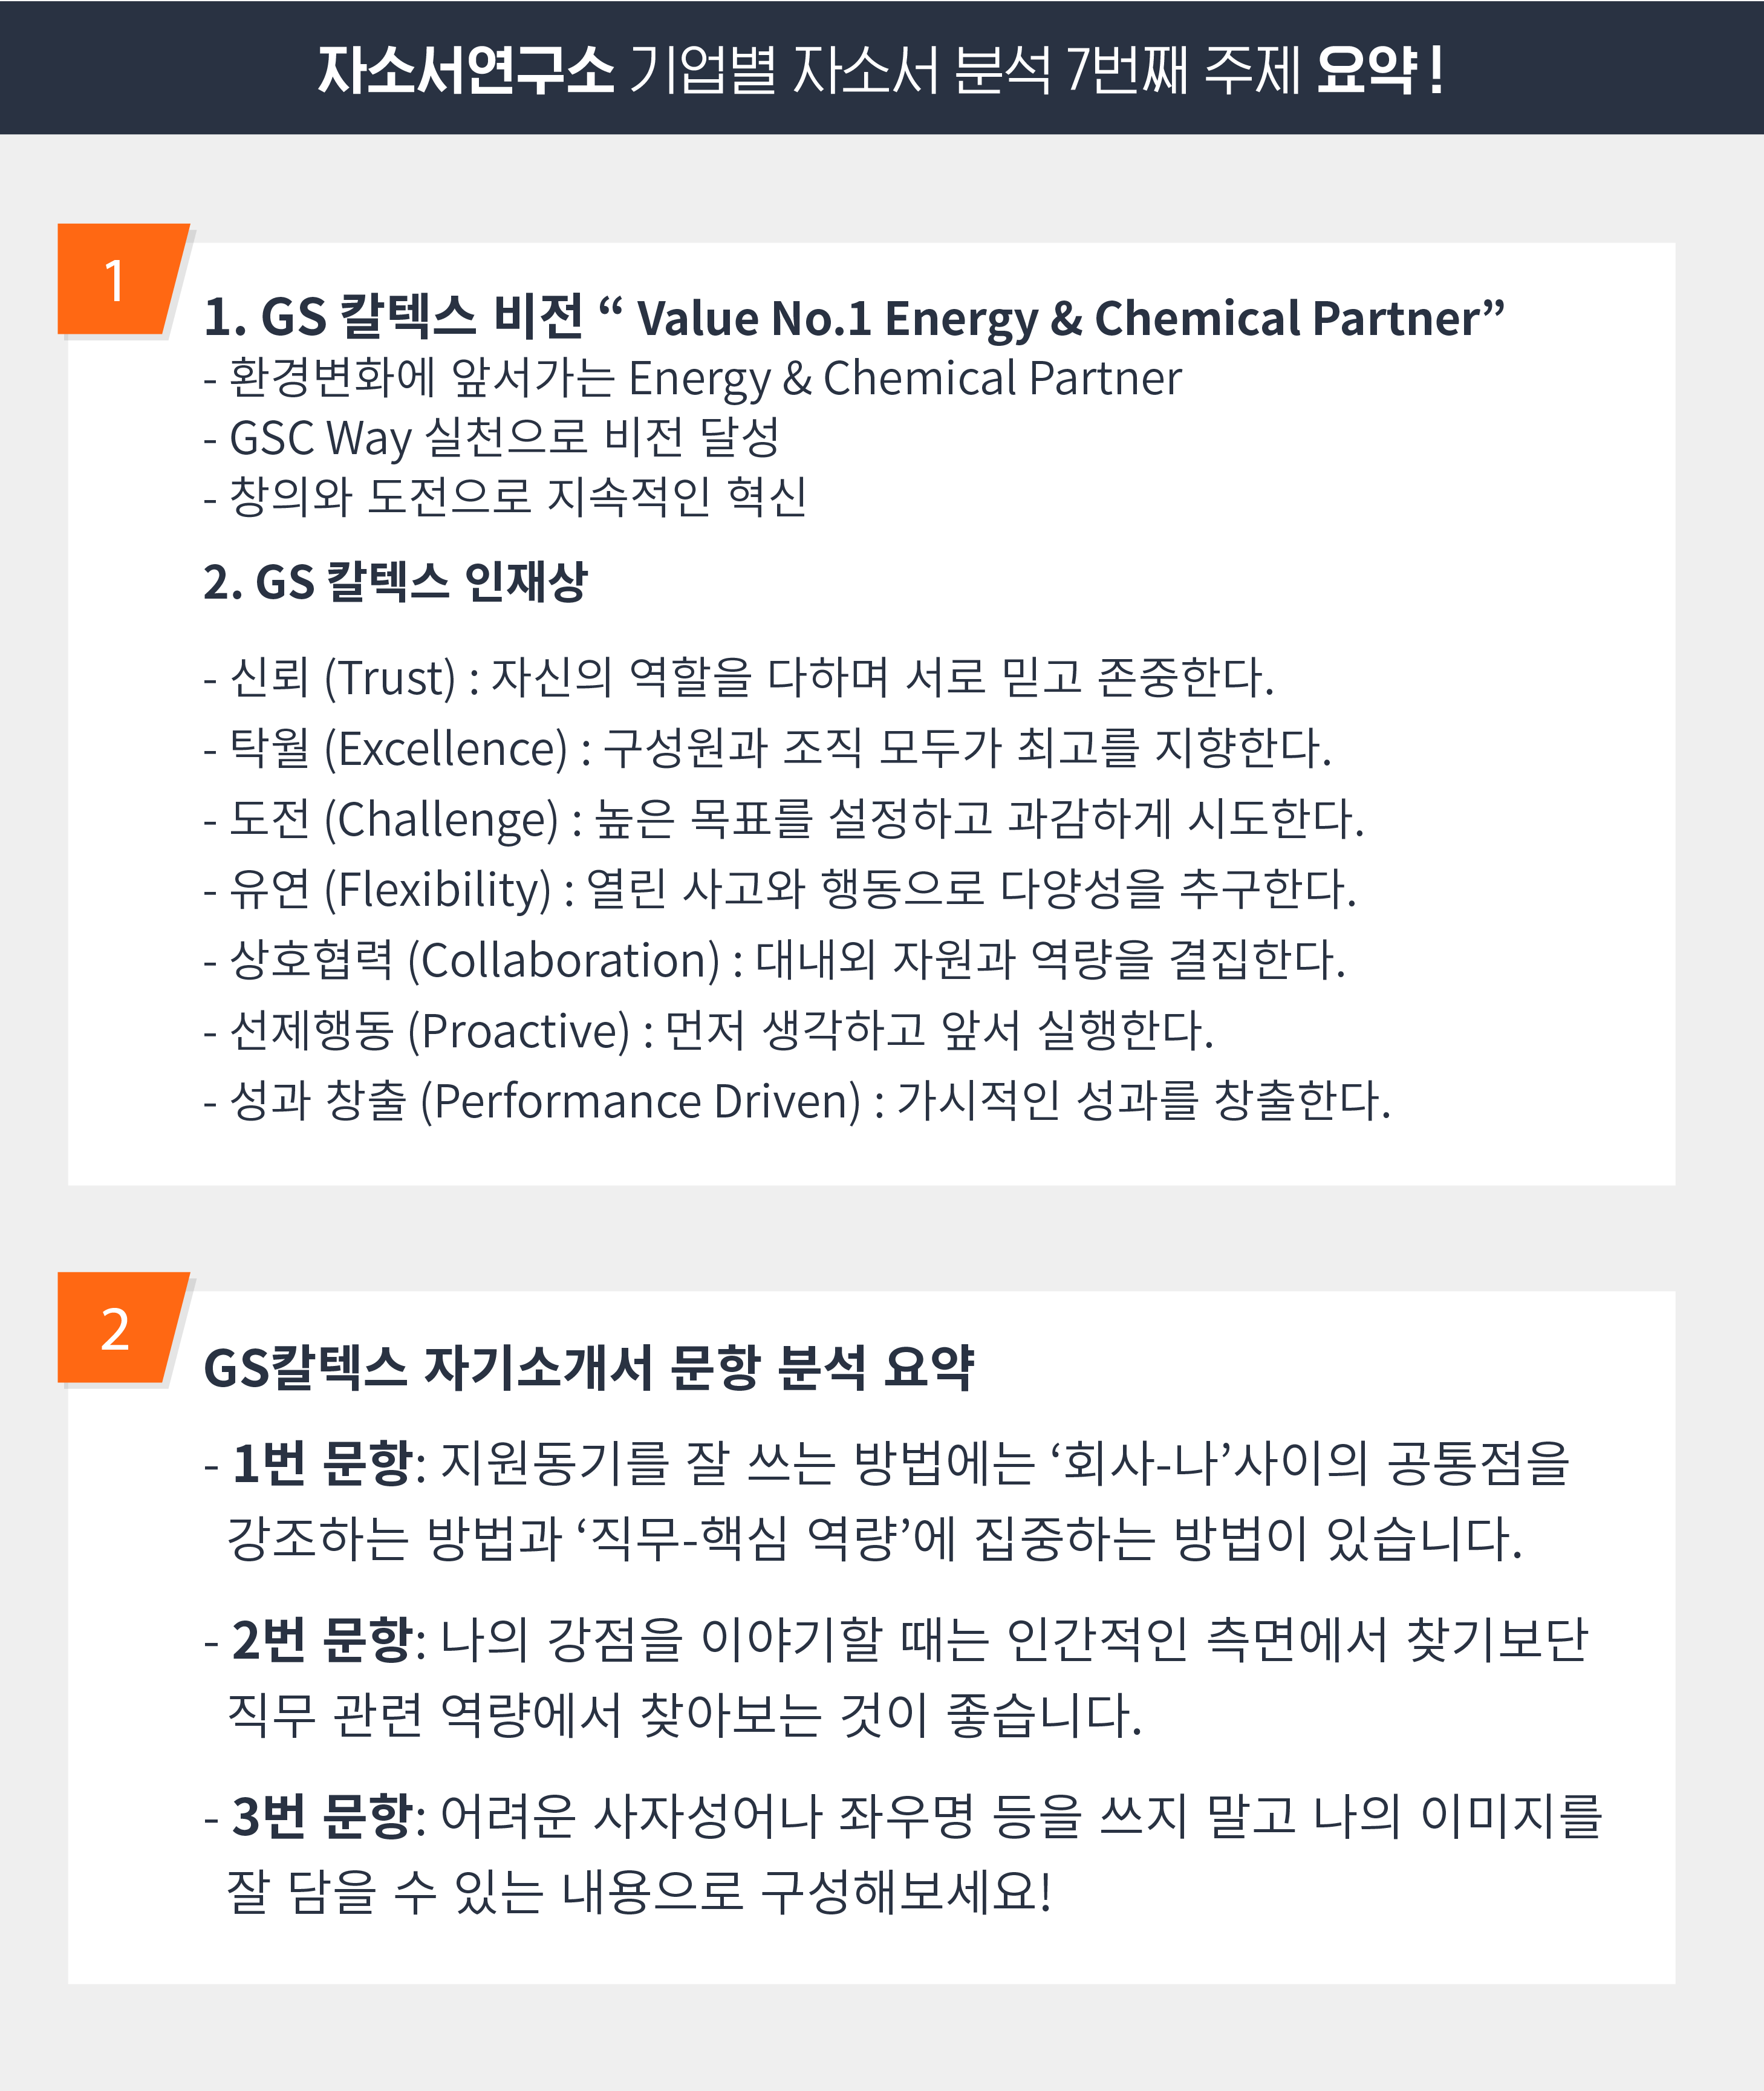 자소서연구소 기업별 자소서 분석 7번째 주제 요약 !
1
1. GS 칼텍스 비전 “ Value No.1 Energy & Chemical Partner”
- 환경변화에 앞서가는 Energy & Chemical Partner
- GSC Way 실천으로 비전 달성
- 창의와 도전으로 지속적인 혁신
2. GS 칼텍스 인재상
- 신뢰 (Trust) : 자신의 역할을 다하며 서로 믿고 존중한다.
- 탁월 (Excellence) : 구성원과 조직 모두가 최고를 지향한다.
- 도전 (Challenge) : 높은 목표를 설정하고 과감하게 시도한다.
- 유연 (Flexibility) : 열린 사고와 행동으로 다양성을 추구한다.
- 상호협력 (Collaboration) : 대내외 자원과 역량을 결집한다.
- 선제행동 (Proactive) : 먼저 생각하고 앞서 실행한다.
- 성과 창출 (Performance Driven) : 가시적인 성과를 창출한다.
2
GS칼텍스 자기소개서 문항 분석 요약
- 1번 문항: 지원동기를 잘 쓰는 방법에는 ‘회사-나’사이의 공통점을
강조하는 방법과 ‘직무-핵심 역량’에 집중하는 방법이 있습니다.
- 2번 문항: 나의 강점을 이야기할 때는 인간적인 측면에서 찾기보단
직무 관련 역량에서 찾아보는 것이 좋습니다.
- 3번 문항: 어려운 사자성어나 좌우명 등을 쓰지 말고 나의 이미지를
잘 담을 수 있는 내용으로 구성해보세요!